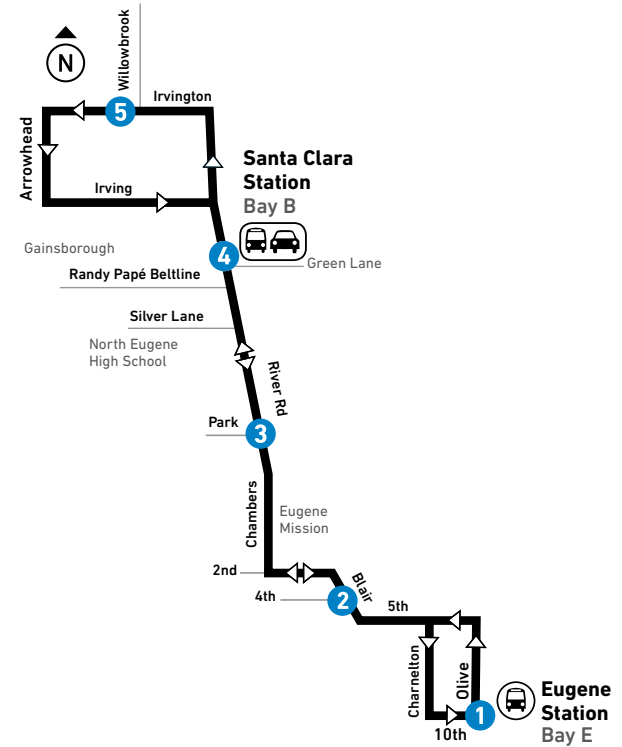 Willowbrook
N
Irvington
5
Arrowhead
Irving
Santa Clara
Station
Bay B
Gainsborough
4
Green Lane
Randy Papé Beltline
Silver Lane
North Eugene
High School
River Rd
Park
3
Chambers
Eugene
Mission
2nd
Blair
4th
2
5th
Charnelton
Olive
Eugene
Station
Bay E
1
10th